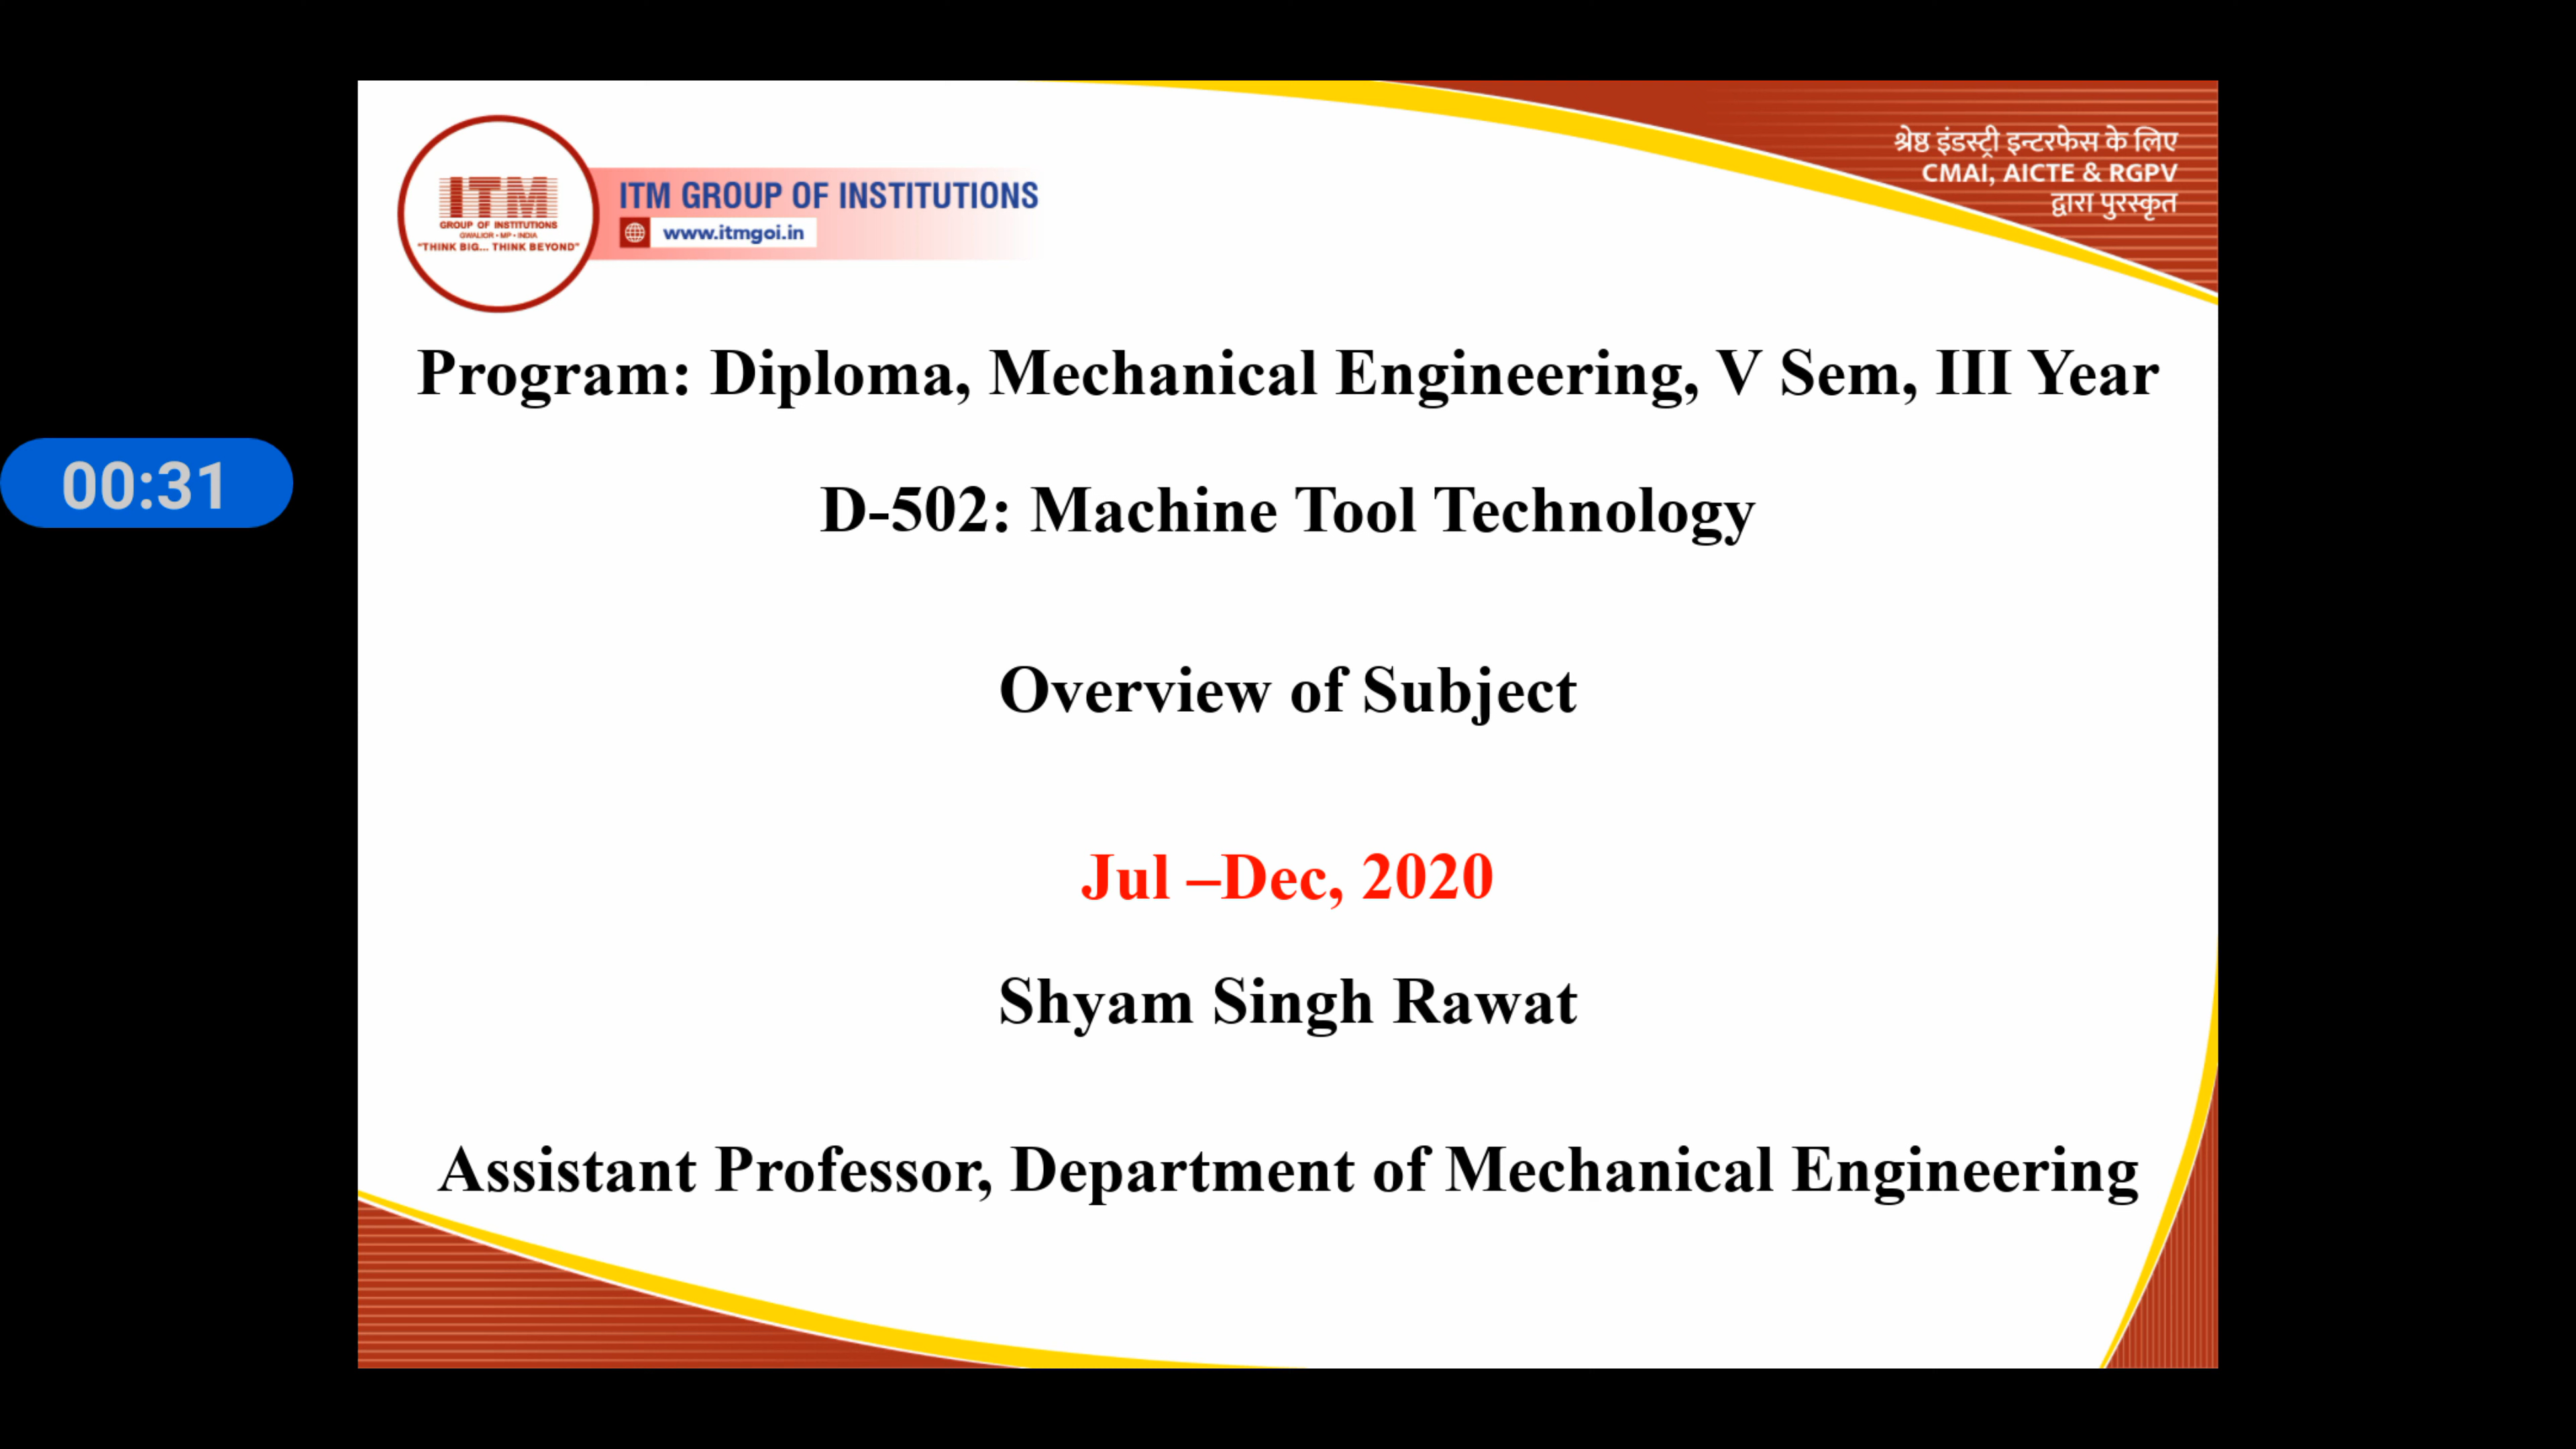 ITM
GROUP OF INSTITUTIONS
GWALIOR • MP • INDIA
"THINK BIG... THINK BEYOND"
ITM GROUP OF INSTITUTIONS
www.itmgoi.in
श्रेष्ठ इंडस्ट्री इन्टरफेस के लिए
CMAI, AICTE & RGPV
द्वारा पुरस्कृत
Program: Diploma, Mechanical Engineering, V Sem, III Year
00:31
D-502: Machine Tool Technology
Overview of Subject
Jul –Dec, 2020
Shyam Singh Rawat
Assistant Professor, Department of Mechanical Engineering